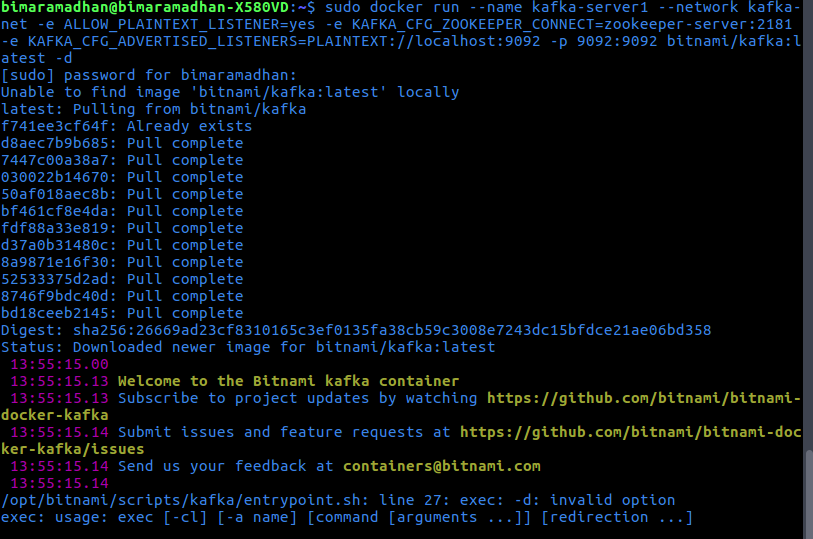 bimaramadhan@bimaramadhan-X580VD:~$ sudo docker run --name kafka-server1 --network kafka-
net -e ALLOW_PLAINTEXT_LISTENER=yes -e KAFKA_CFG_ZOOKEEPER_CONNECT=zookeeper-server:2181
-e KAFKA_CFG_ADVERTISED_LISTENERS=PLAINTEXT://localhost:9092 -p 9092:9092 bitnami/kafka:l
atest -d
[sudo] password for bimaramadhan:
Unable to find image 'bitnami/kafka:latest' locally
latest: Pulling from bitnami/kafka
f741ee3cf64f: Already exists
d8aec7b9b685: Pull complete
7447c00a38a7: Pull complete
030022b14670: Pull complete
50af018aec8b: Pull complete
bf461cf8e4da: Pull complete
fdf88a33e819: Pull complete
d37a0b31480c: Pull complete
8a9871e16f30: Pull complete
52533375d2ad: Pull complete
8746f9bdc40d: Pull complete
bd18ceeb2145: Pull complete
Digest: sha256:26669ad23cf8310165c3ef0135fa38cb59c3008e7243dc15bfdce21ae06bd358
Status: Downloaded newer image for bitnami/kafka:latest
13:55:15.00
13:55:15.13 Welcome to the Bitnami kafka container
13:55:15.13 Subscribe to project updates by watching https://github.com/bitnami/bitnami-
docker-kafka
13:55:15.14 Submit issues and feature requests at https://github.com/bitnami/bitnami-doc
ker-kafka/issues
13:55:15.14 Send us your feedback at containers@bitnami.com
13:55:15.14
/opt/bitnami/scripts/kafka/entrypoint.sh: line 27: exec: -d: invalid option
exec: usage: exec [-cl] [-a name] [command [arguments ...]] [redirection ...]